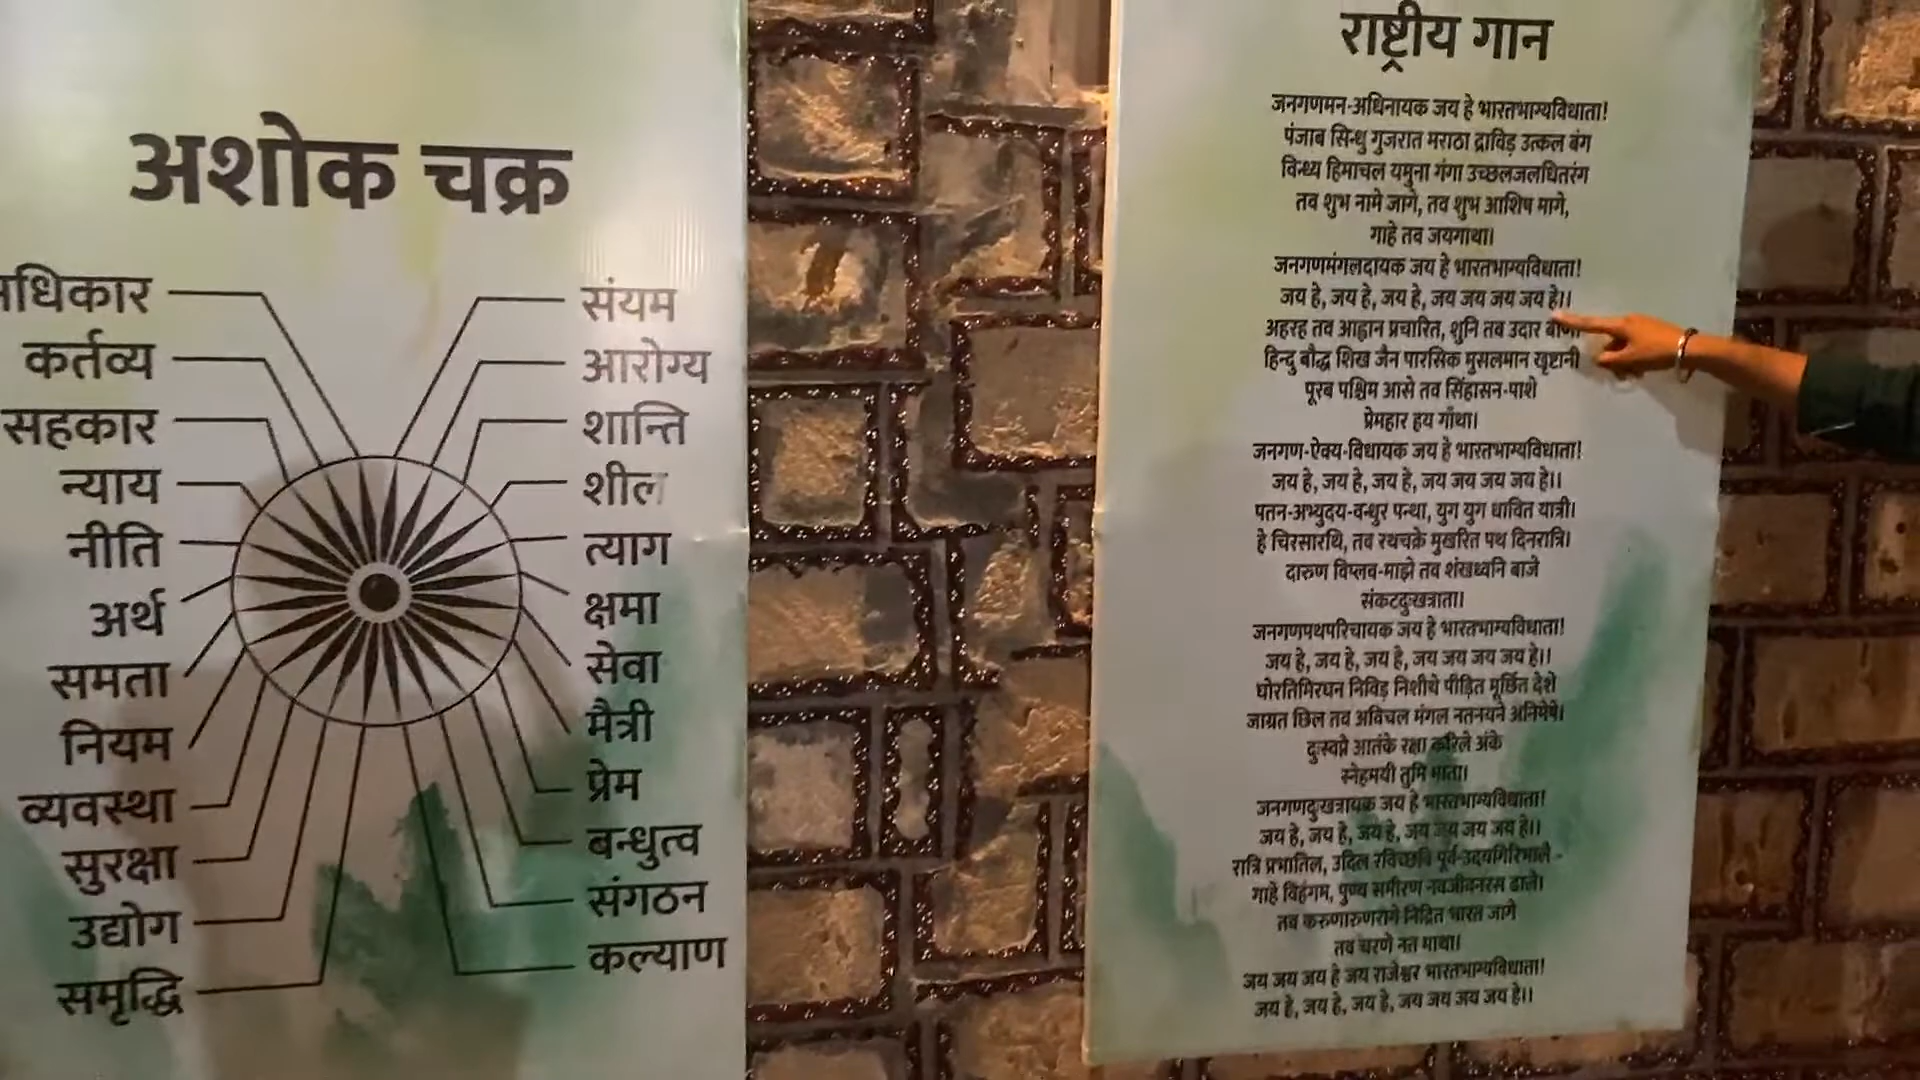 अशोक चक्र
कर्तव्य
सहकार
न्याय
नीति
अर्थ
समता
नियम
व्यवस्था
सुरक्षा
उद्योग
समृद्धि
संयम
आरोग्य
शान्ति
शील
त्याग
क्षमा
सेवा
मैत्री
प्रेम
बन्धुत्व
संगठन
कल्याण
राष्ट्रीय गान
जनगणमन-अधिनायक जय हे भारतभाग्यविधाता!
पंजाब सिन्धु गुजरात मराठा द्राविड़ उत्कल बंग
विन्ध्य हिमाचल यमुना गंगा उच्छलजलधितरंग
तव शुभ नामे जागे, तव शुभ आशिष मागे,
गाहे तव जयगाथा।
जनगणमंगलदायक जय हे भारतभाग्यविधाता!
जय हे, जय हे, जय हे, जय जय जय जय हे।।
अहरह तव आह्वान प्रचारित, शुनि तव उदार
हिन्दु बौद्ध शिख जैन पारसिक मुसलमान खृष्टानी
पूरब पश्चिम आसे तव सिंहासन-पाशे
प्रेमहार हय गाँथा।
जनगण-ऐक्य-विधायक जय हे भारतभाग्यविधाता!
जय हे, जय हे, जय हे, जय जय जय जय हे।।
पतन-अभ्युदय-वन्धुर पन्था, युग युग धावित यात्री।
हे चिरसारथि, तव रथचक्रे मुखरित पथ दिनरात्रि।
दारुण विप्लव-माझे तव शंखध्वनि बाजे
संकटदुःखत्राता।
जनगणपथपरिचायक जय हे भारतभाग्यविधाता!
जय हे, जय हे, जय हे, जय जय जय जय हे।।
घोरतिमिरघन निविड़ निशीथे पीड़ित मूर्छित देशे
जाग्रत छिल तव अविचल मंगल नतनयने अनिमेषे।
दुःस्वप्ने आतंके रक्षा करिले अंके
स्नेहमयी तुमि माता।
जनगणदुःखत्रायक जय हे भारतभाग्यविधाता!
जय हे, जय हे, जय हे, जय जय जय जय हे।।
रात्रि प्रभातिल, उदिल रविच्छवि पूर्व-उदयगिरिभाले -
गाहे विहंगम, पुण्य समीरण नवजीवनरस ढाले।
तव करुणारुणरागे निद्रित भारत जागे
तव चरणे नत माथा।
जय जय जय हे जय राजेश्वर भारतभाग्यविधाता!
जय हे, जय हे, जय हे, जय जय जय जय हे।।